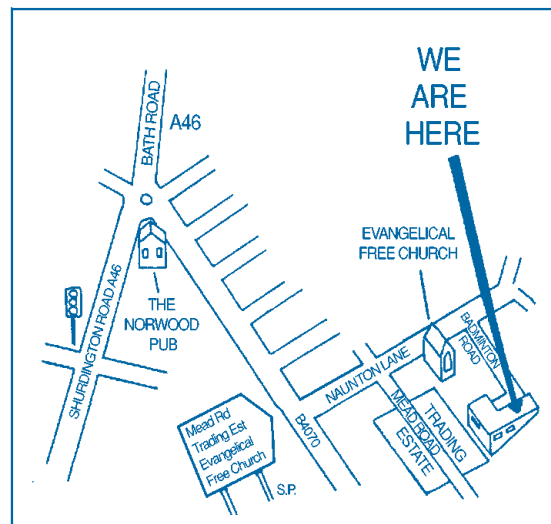 WE
ARE
HERE
BATH ROAD
A46
EVANGELICAL
FREE CHURCH
THE
NORWOOD
PUB
SHURDINGTON ROAD A46
BADMINTON
ROAD
NAUNTON LANE
MEAD ROAD
TRADING
ESTATE
B4070
Mead Rd
Trading Est
Evangelical
Free Church
S.P.